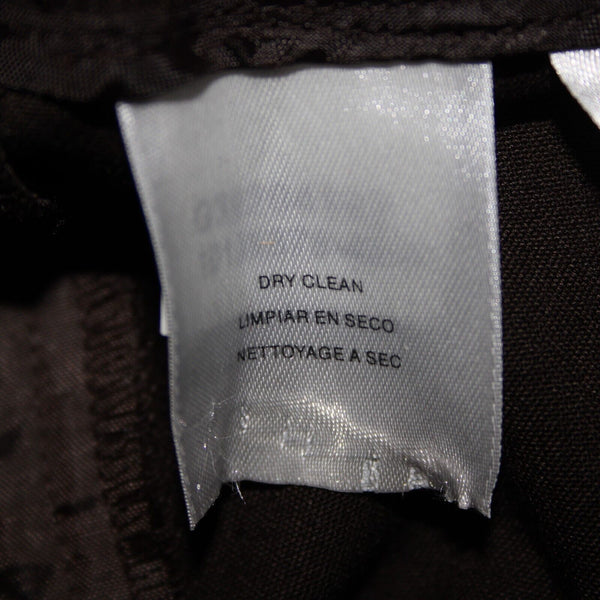 DRY CLEAN
LIMPIAR EN SECO
NETTOYAGE A SEC